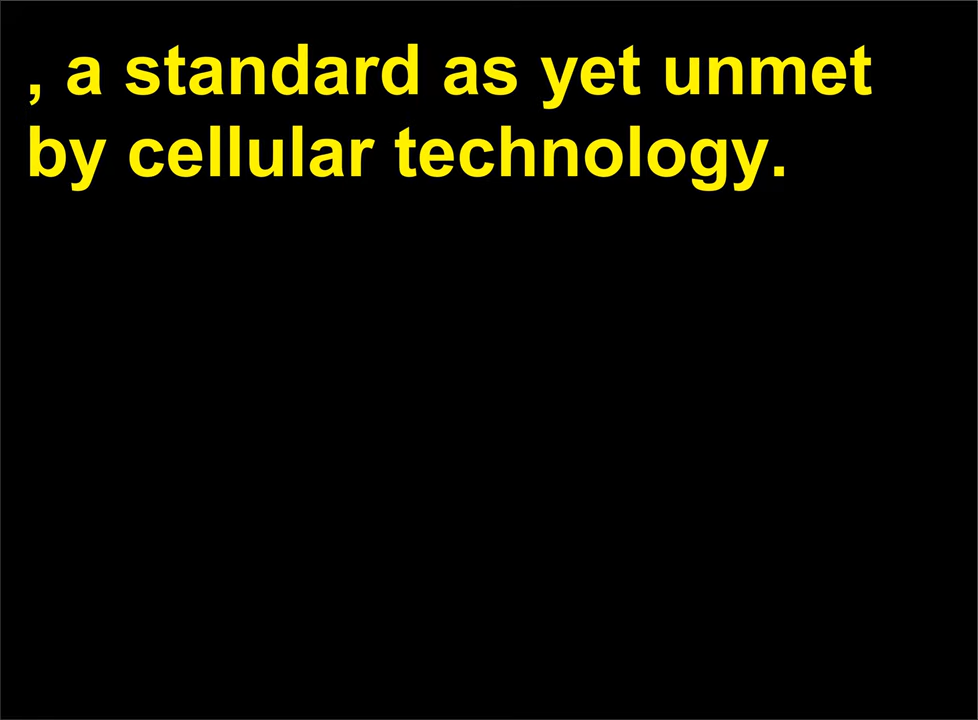 , a standard as yet unmet
by cellular technology.